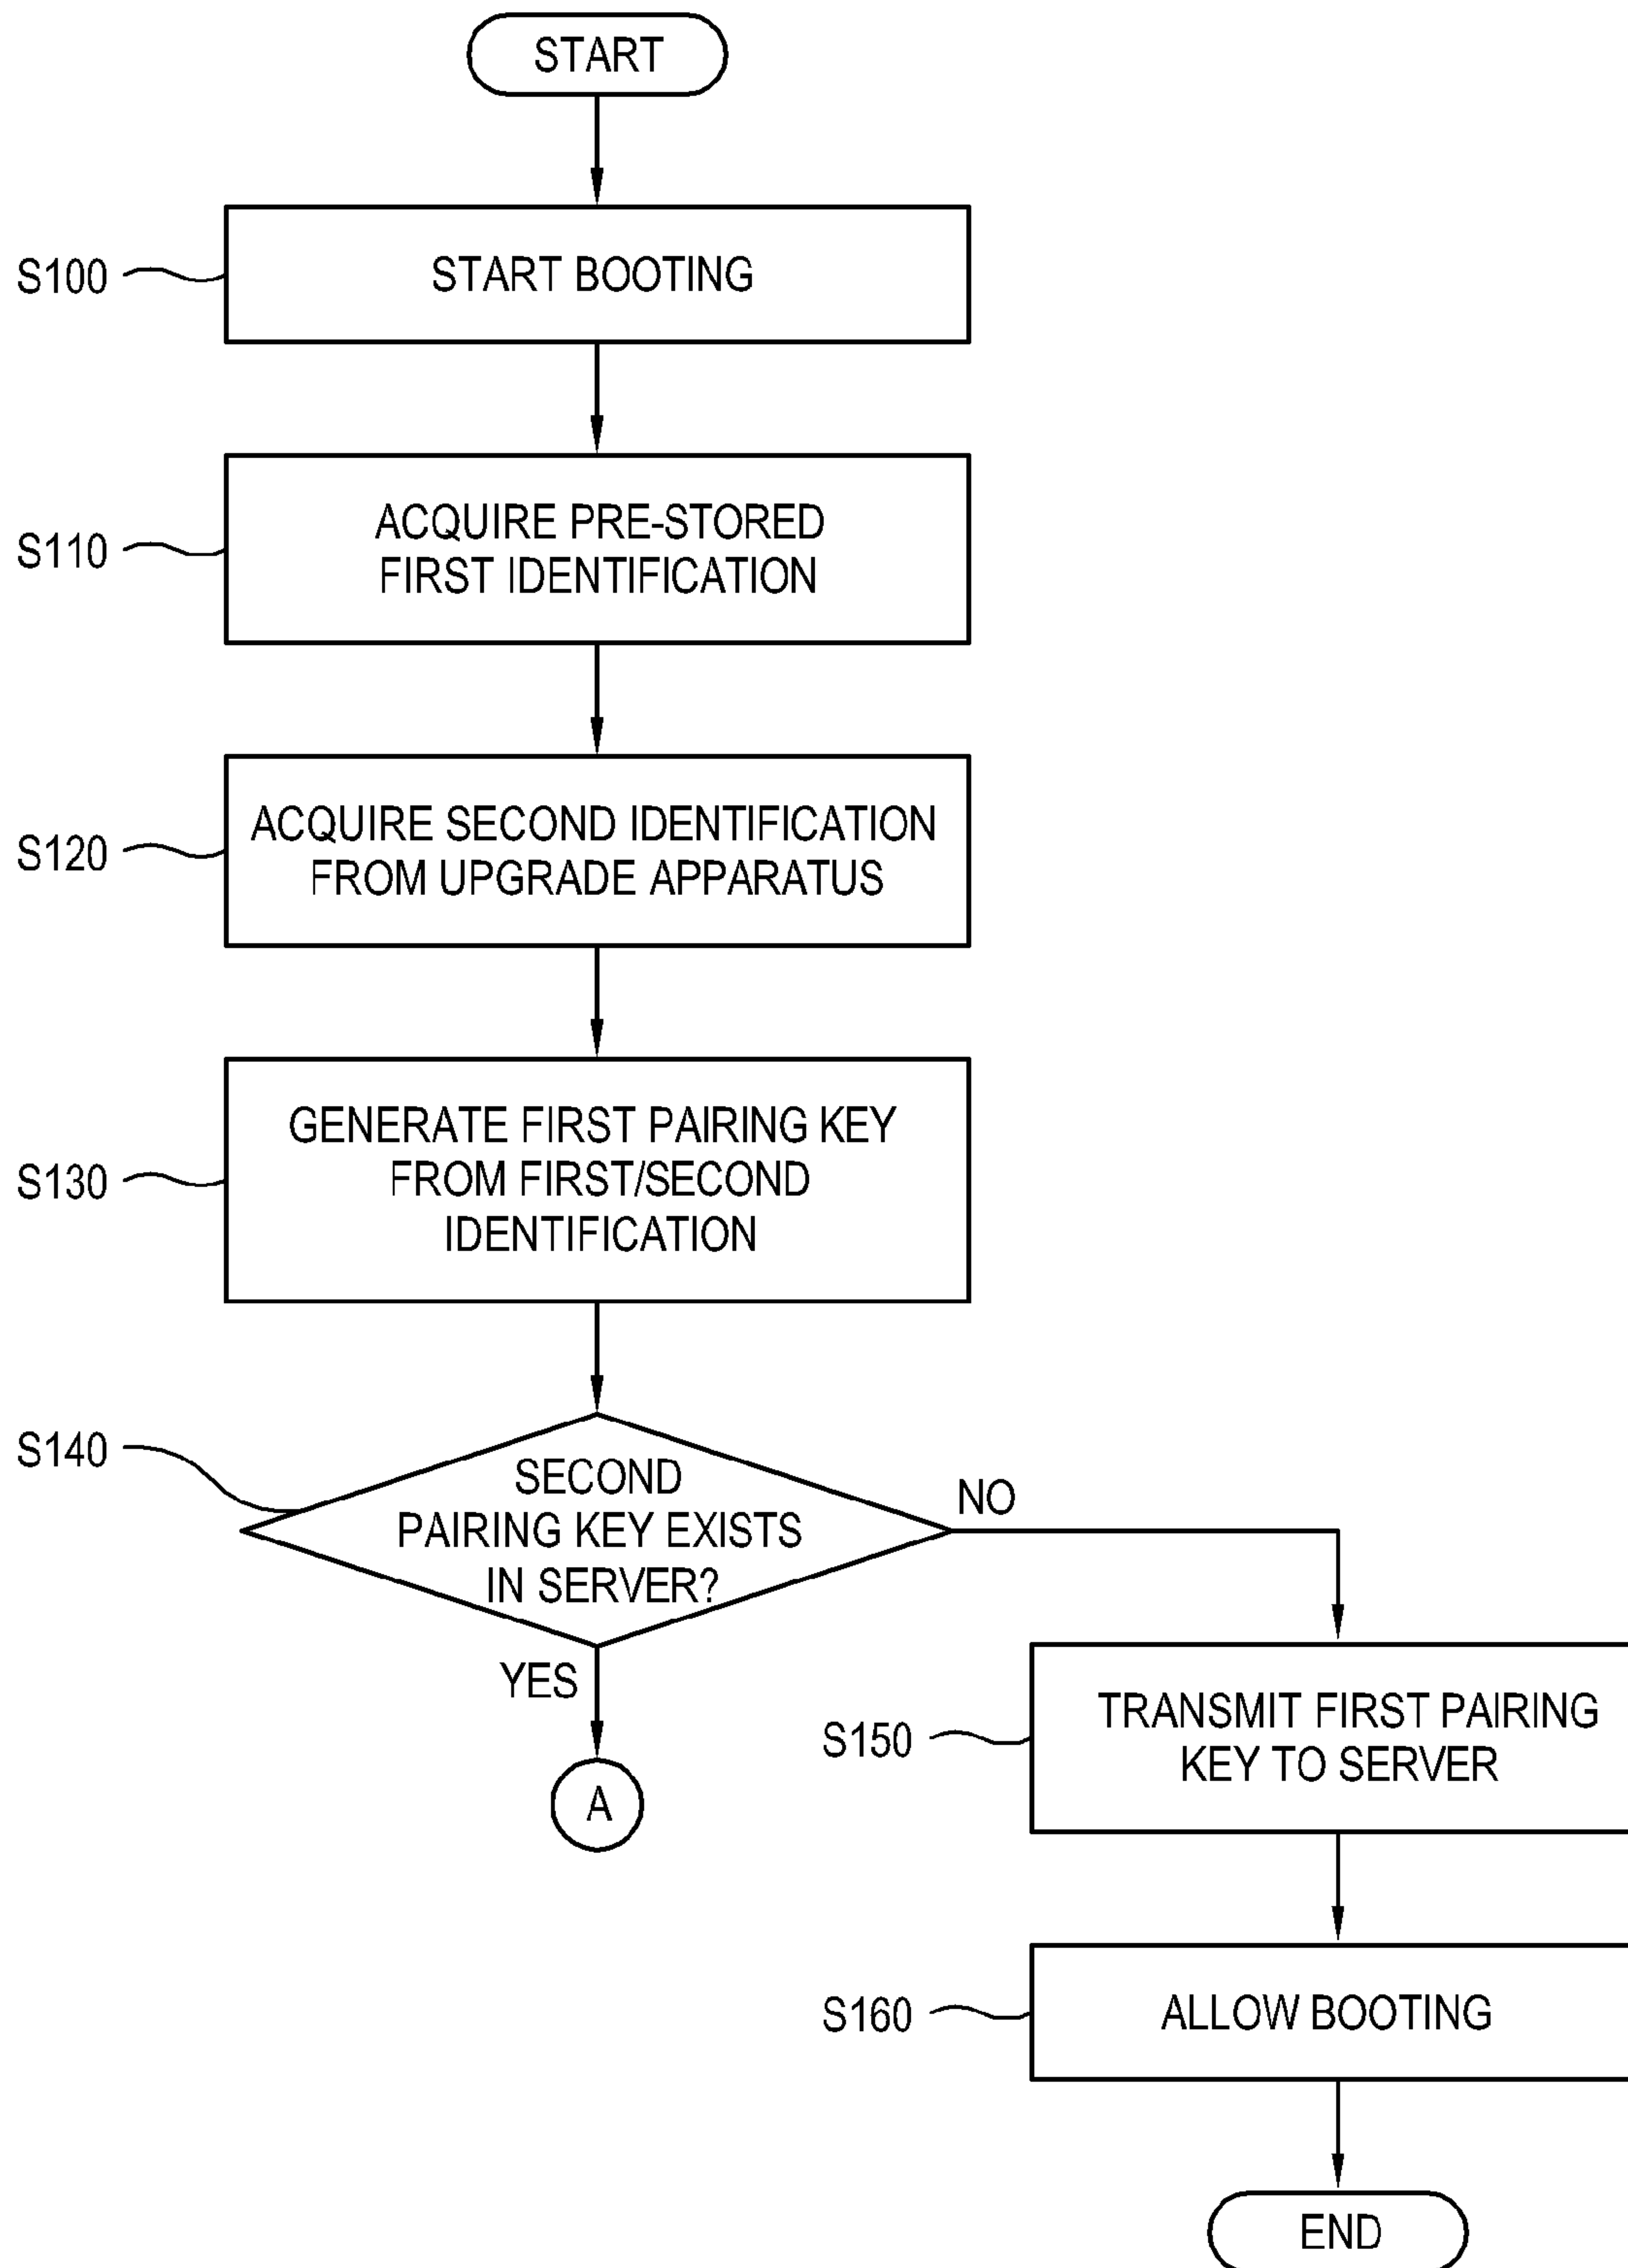 START
S100
START BOOTING
S110
ACQUIRE PRE-STORED
FIRST IDENTIFICATION
S120
ACQUIRE SECOND IDENTIFICATION
FROM UPGRADE APPARATUS
S130
GENERATE FIRST PAIRING KEY
FROM FIRST/SECOND
IDENTIFICATION
S140
SECOND
PAIRING KEY EXISTS
IN SERVER?
NO
YES
A
S150
TRANSMIT FIRST PAIRING
KEY TO SERVER
S160
ALLOW BOOTING
END